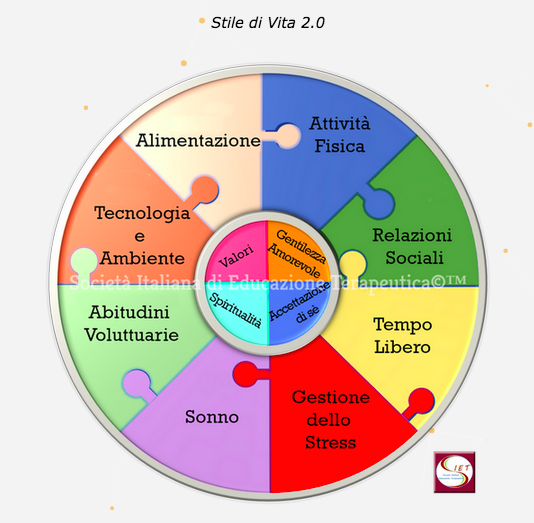 Stile di Vita 2.0
Alimentazione
Attività
Fisica
Tecnologia
e
Ambiente
Relazioni
Sociali
Valori
Gentilezza
Amorevole
Spiritualità
Accettazione
di sè
Società Italiana di Educazione Terapeutica©™
Abitudini
Voluttuarie
Tempo
Libero
Sonno
Gestione
dello
Stress
SIET